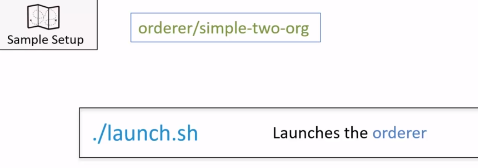 Sample Setup
orderer/simple-two-org
./launch.sh Launches the orderer